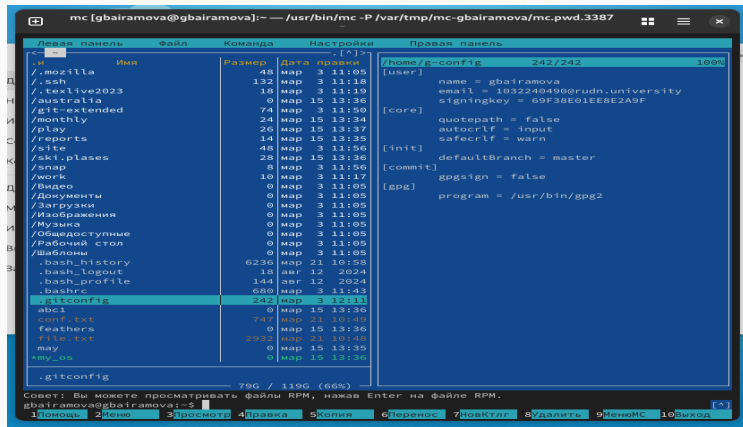 mc [gbairamova@gbairamova]:~ — /usr/bin/mc -P /var/tmp/mc-gbairamova/mc.pwd.3387
Левая панель Файл Команда Настройки Правая панель
<— ~ .[^]>
.и Имя Размер Дата правки
/.mozilla 48 мар 3 11:05
/.ssh 132 мар 3 11:18
/.texlive2023 18 мар 3 11:19
/australia 0 мар 15 13:36
/git-extended 74 мар 3 11:50
/monthly 24 мар 15 13:34
/play 26 мар 15 13:37
/reports 14 мар 15 13:35
/site 48 мар 3 11:56
/ski.plases 28 мар 15 13:36
/snap 8 мар 3 11:56
/work 10 мар 3 11:17
/Видео 0 мар 3 11:05
/Документы 0 мар 3 11:05
/Загрузки 0 мар 3 11:05
/Изображения 0 мар 3 11:05
/Музыка 0 мар 3 11:05
/Общедоступные 0 мар 3 11:05
/Рабочий стол 0 мар 3 11:05
/Шаблоны 0 мар 3 11:05
.bash_history 6236 мар 21 10:58
.bash_logout 18 авг 12 2024
.bash_profile 144 авг 12 2024
.bashrc 680 мар 3 11:43
.gitconfig 242 мар 3 12:11
abc1 0 мар 15 13:36
conf.txt 747 мар 21 10:49
feathers 0 мар 15 13:36
file.txt 2932 мар 21 10:48
may 0 мар 15 13:35
*my_os 0 мар 15 13:36
.gitconfig
79G / 119G (66%)
/home/g~config 242/242 100%
[user]
name = gbairamova
email = 1032240490@rudn.university
signingkey = 69F38E01EE8E2A9F
[core]
quotepath = false
autocrlf = input
safecrlf = warn
[init]
defaultBranch = master
[commit]
gpgsign = false
[gpg]
program = /usr/bin/gpg2
Совет: Вы можете просматривать файлы RPM, нажав Enter на файле RPM.
gbairamova@gbairamova:~$ [^]
1Помощь 2Меню 3Просмотр 4Правка 5Копия 6Перенос 7НовКтлг 8Удалить 9МенюМС 10Выход